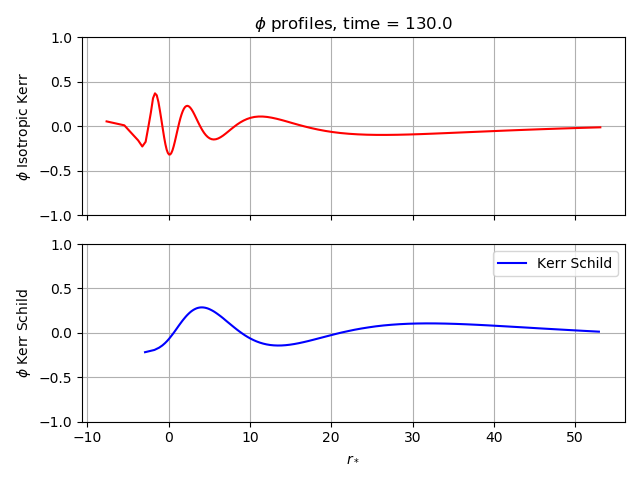 ϕ profiles, time = 130.0
1.0
0.5
0.0
−0.5
−1.0
ϕ Isotropic Kerr
1.0
0.5
0.0
−0.5
−1.0
ϕ Kerr Schild
Kerr Schild
−10 0 10 20 30 40 50
r*